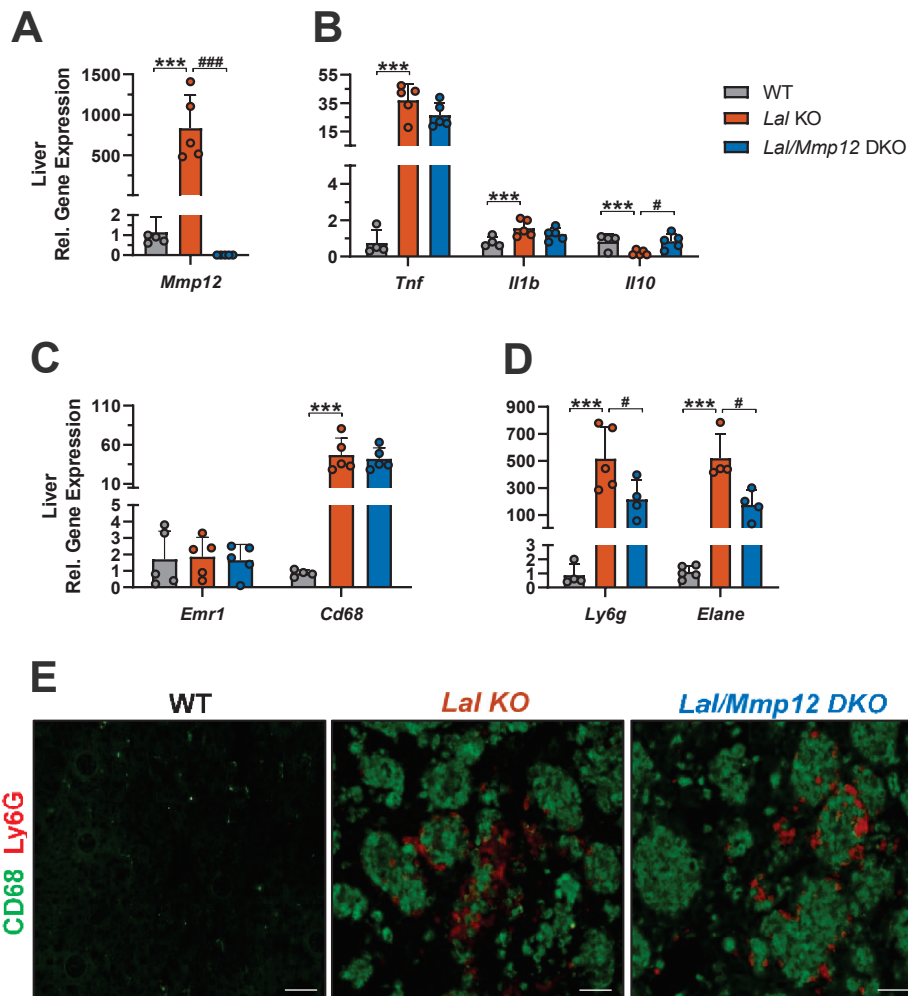 A
Liver
Rel. Gene Expression
1500
1000
500
2
1
0
*** ###
Mmp12
B
55
35
15
4
2
0
***
***
*** #
Tnf Il1b Il10
WT
Lal KO
Lal/Mmp12 DKO
C
Liver
Rel. Gene Expression
110
60
10
5
4
3
2
1
0
***
Emr1 Cd68
D
900
700
500
300
100
3
2
1
0
*** # *** #
Ly6g Elane
E
WT Lal KO Lal/Mmp12 DKO
CD68 Ly6G